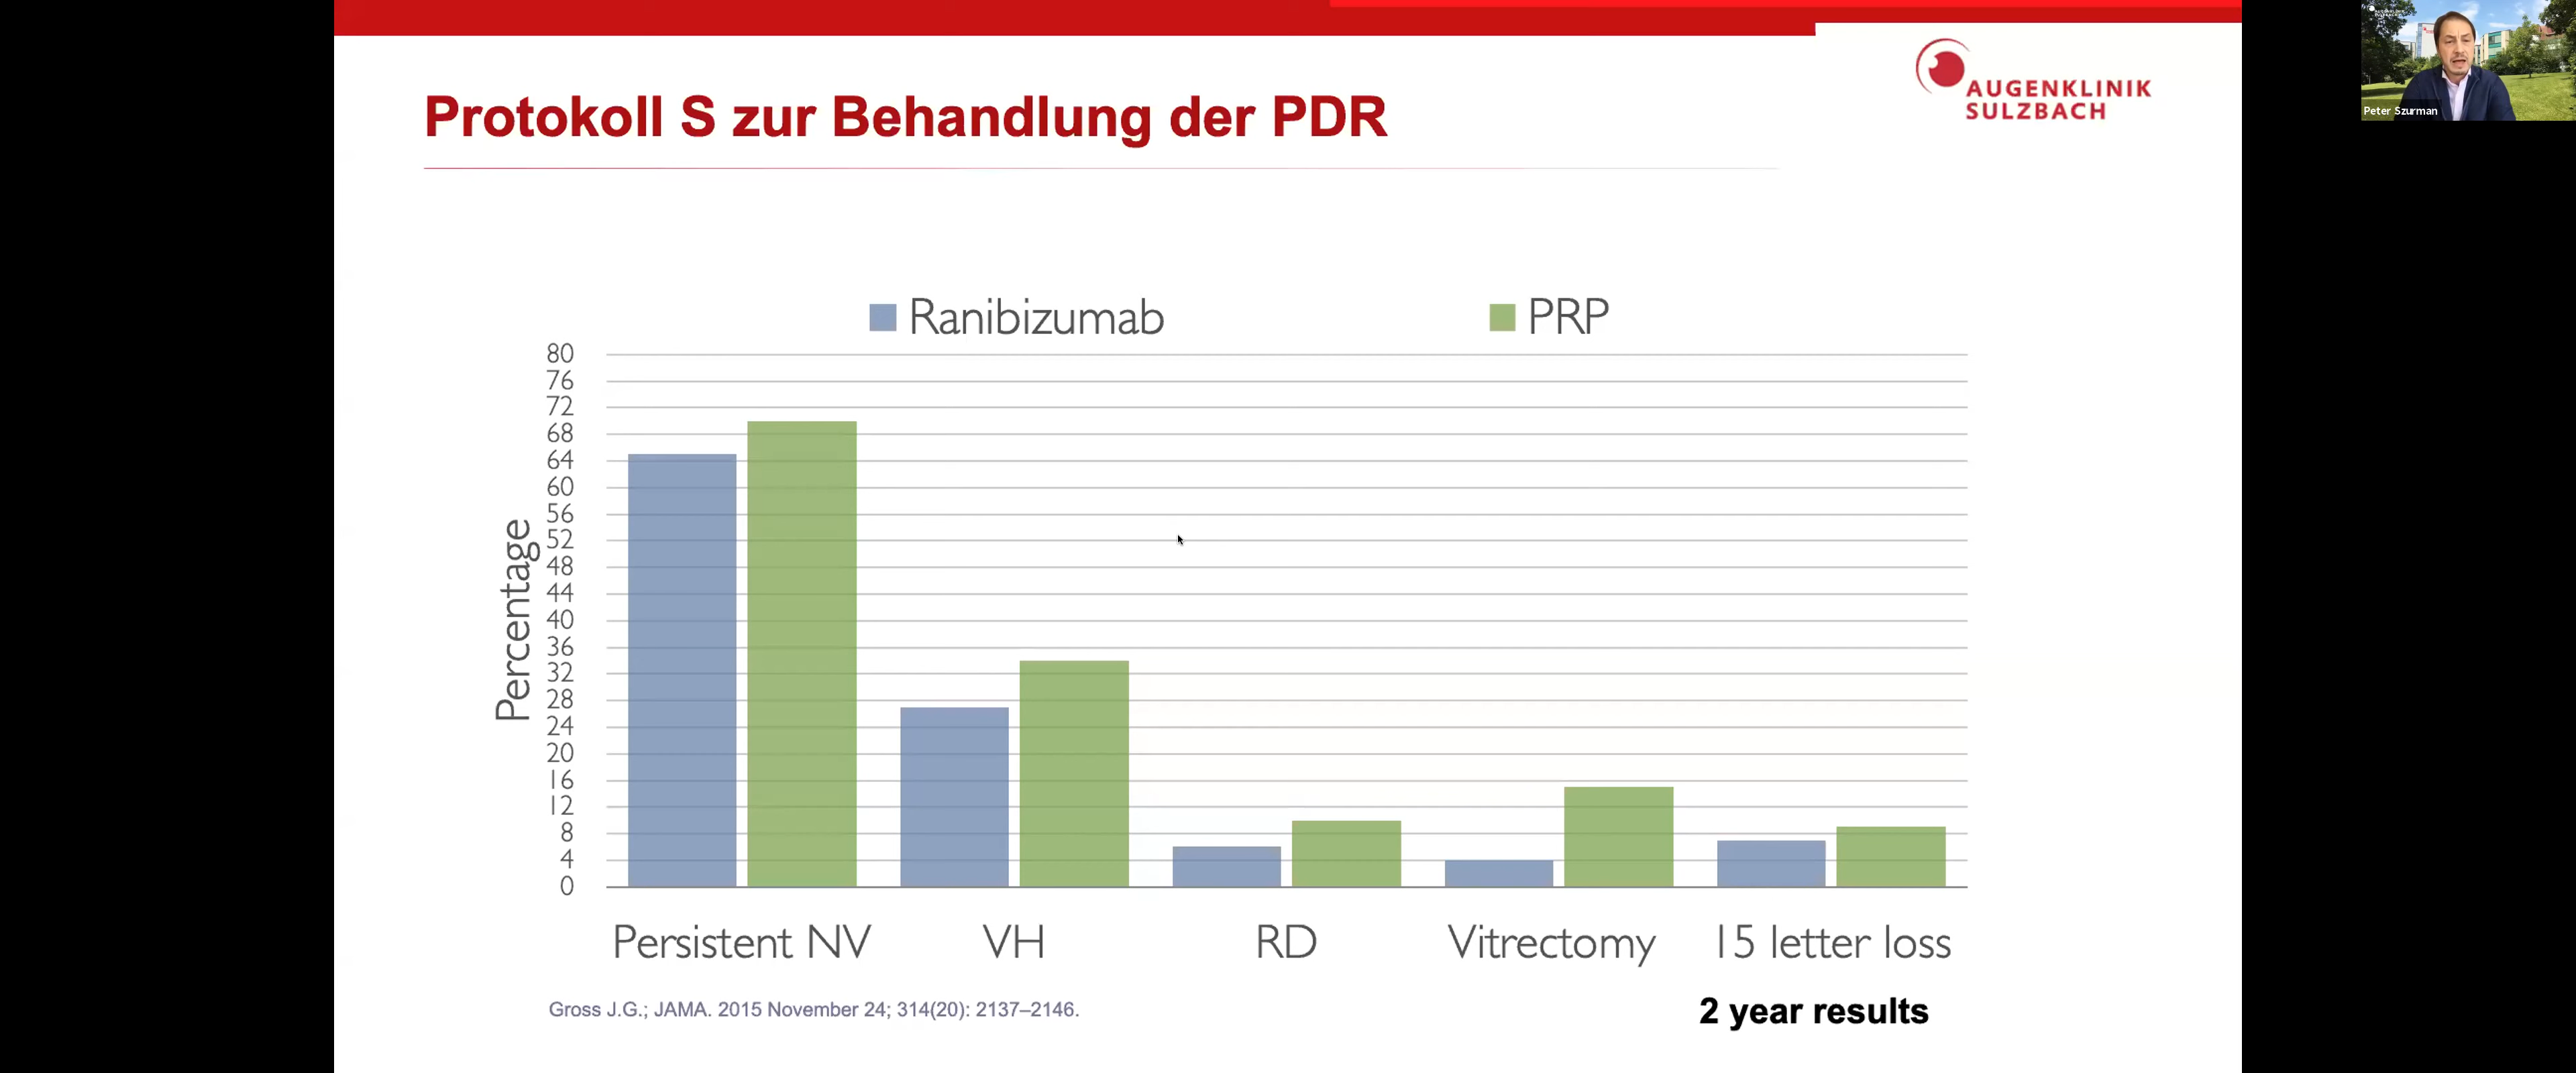 Protokoll S zur Behandlung der PDR
AUGENKLINIK
SULZBACH
Peter Szurman
Ranibizumab
PRP
Percentage
80
76
72
68
64
60
56
52
48
44
40
36
32
28
24
20
16
12
8
4
0
Persistent NV
VH
RD
Vitrectomy
15 letter loss
Gross J.G.; JAMA. 2015 November 24; 314(20): 2137–2146.
2 year results